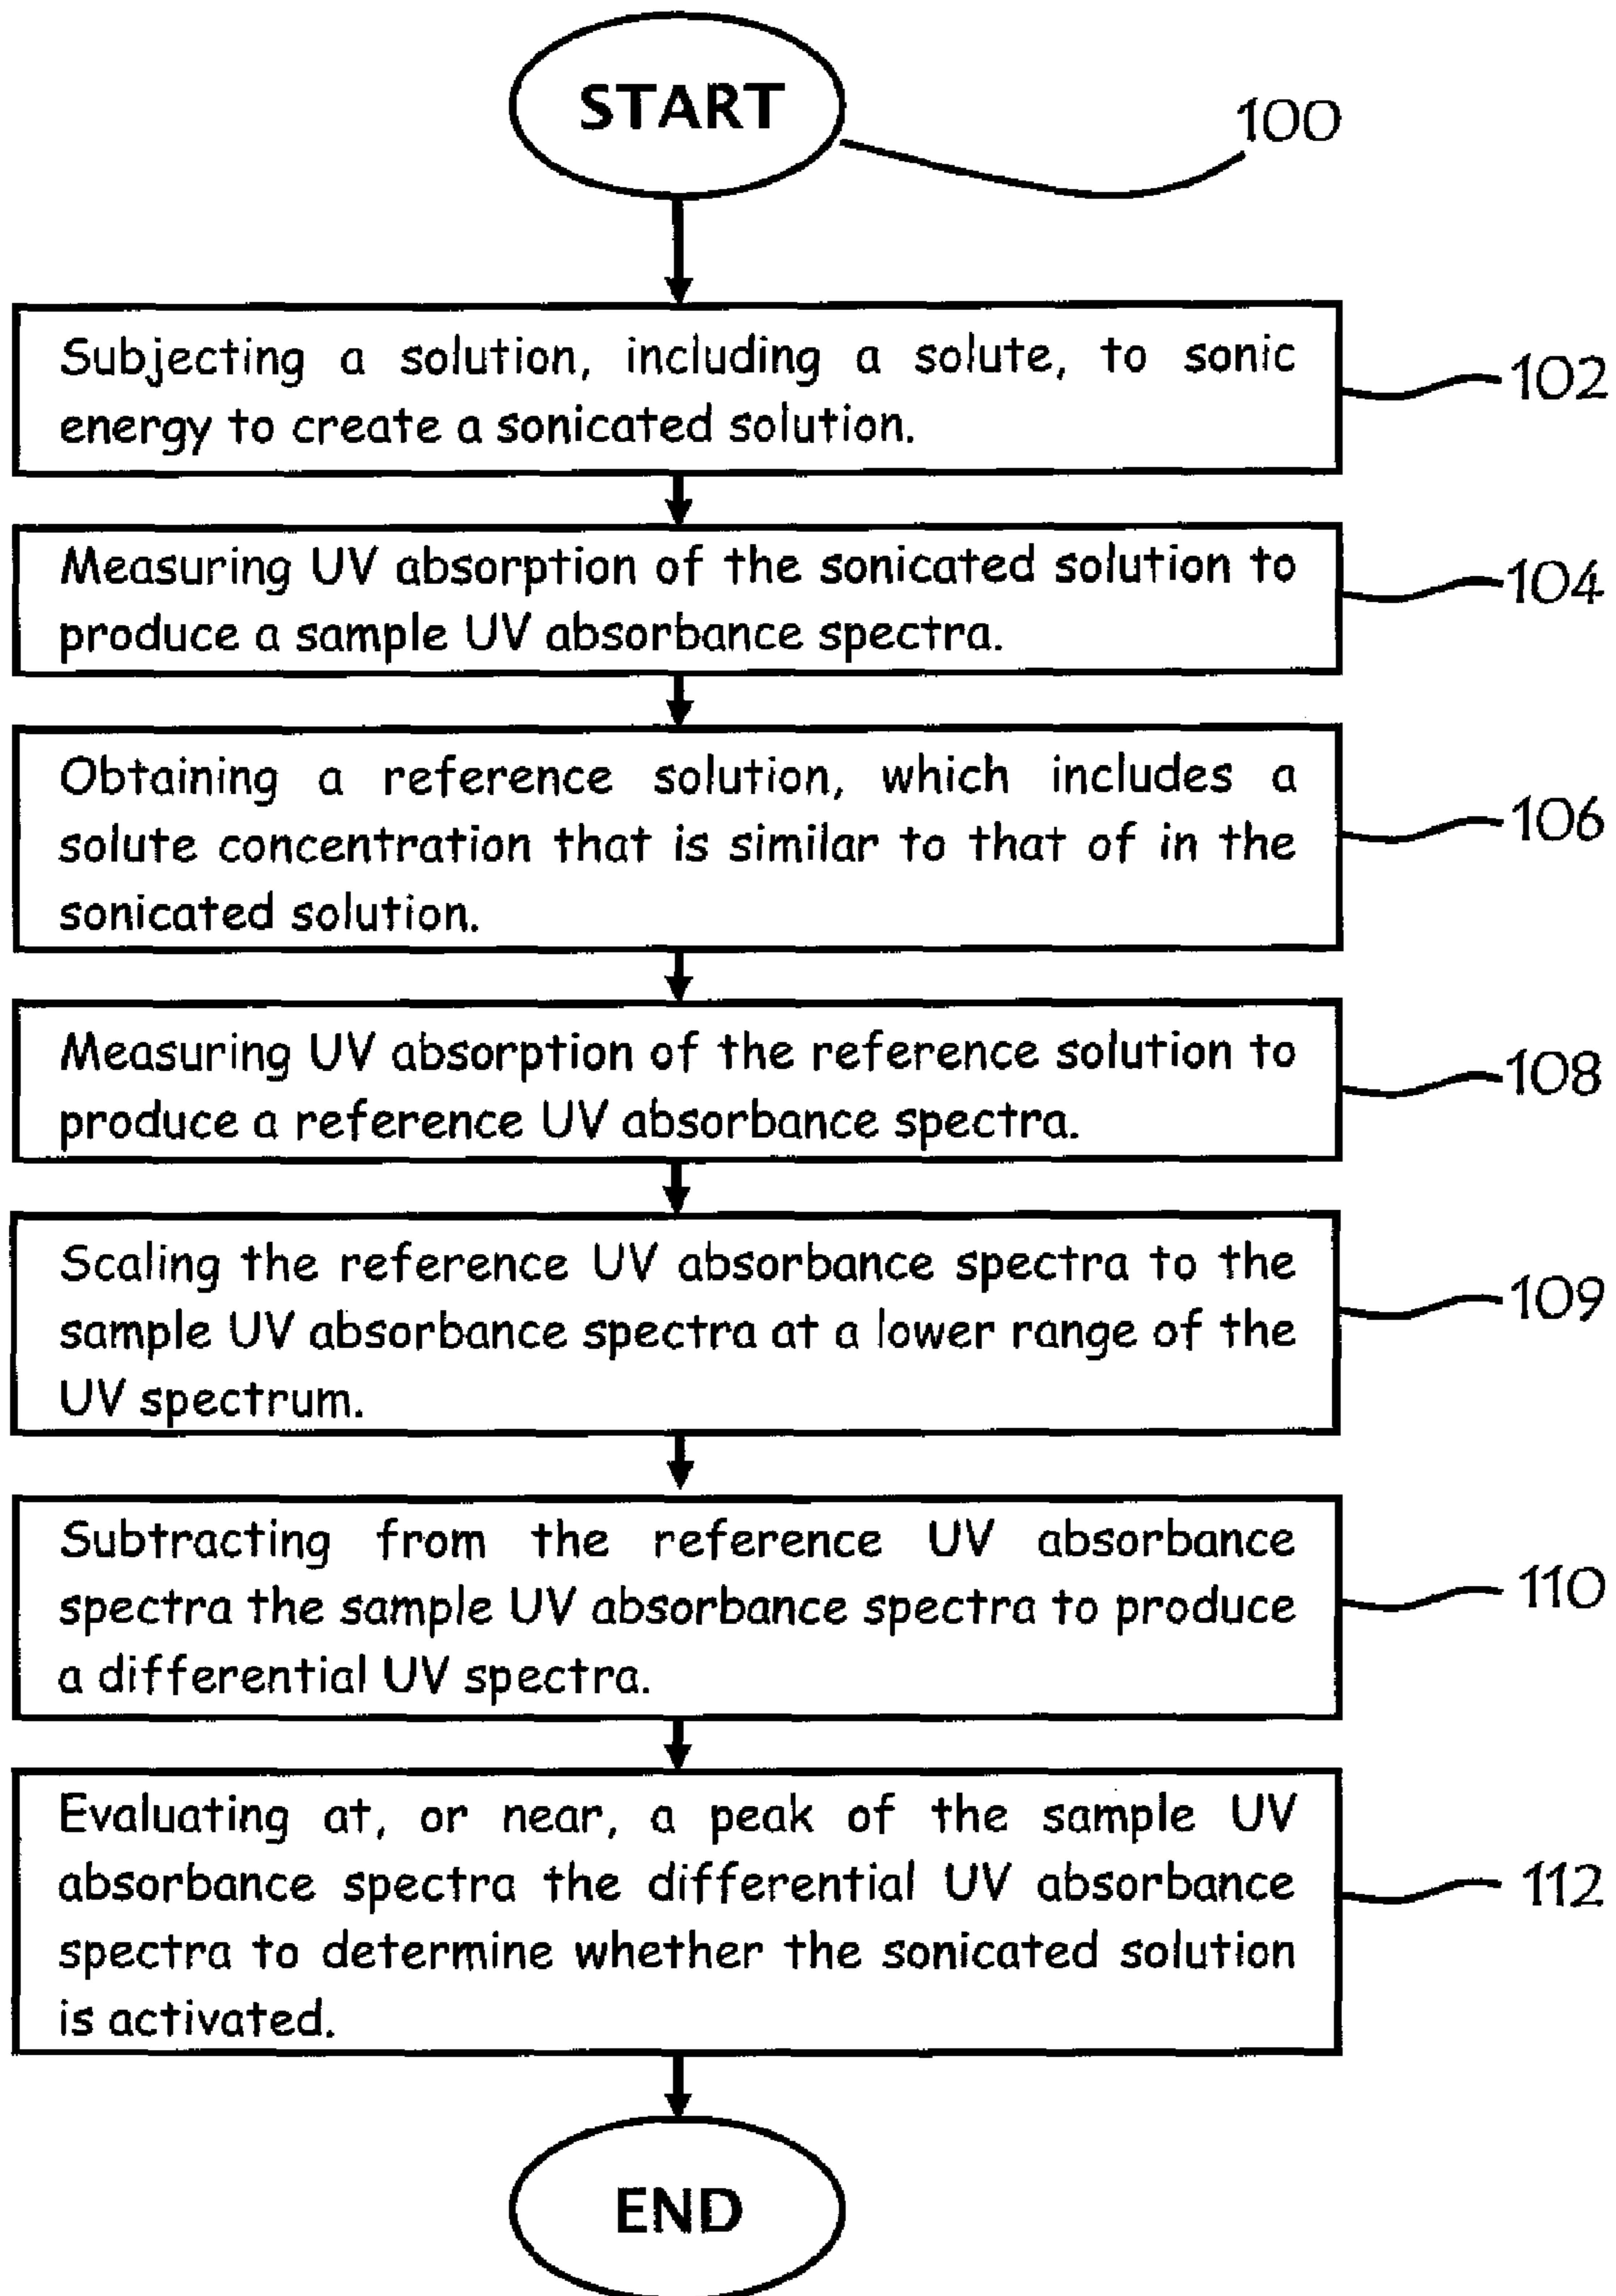 START
100
Subjecting a solution, including a solute, to sonic
energy to create a sonicated solution.
102
Measuring UV absorption of the sonicated solution to
produce a sample UV absorbance spectra.
104
Obtaining a reference solution, which includes a
solute concentration that is similar to that of in the
sonicated solution.
106
Measuring UV absorption of the reference solution to
produce a reference UV absorbance spectra.
108
Scaling the reference UV absorbance spectra to the
sample UV absorbance spectra at a lower range of the
UV spectrum.
109
Subtracting from the reference UV absorbance
spectra the sample UV absorbance spectra to produce
a differential UV spectra.
110
Evaluating at, or near, a peak of the sample UV
absorbance spectra the differential UV absorbance
spectra to determine whether the sonicated solution
is activated.
112
END